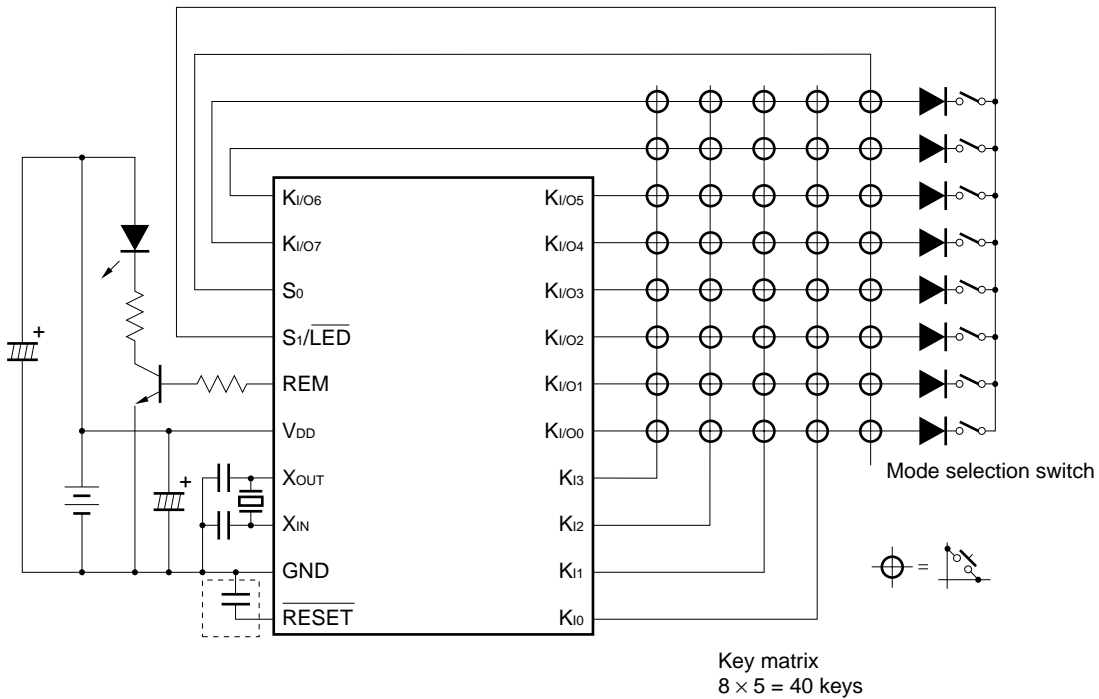 +
KI/O6
KI/O7
S0
S1/LED
REM
VDD
XOUT
XIN
GND
RESET
KI/O5
KI/O4
KI/O3
KI/O2
KI/O1
KI/O0
KI3
KI2
KI1
KI0
+
Mode selection switch
=
Key matrix
8 × 5 = 40 keys